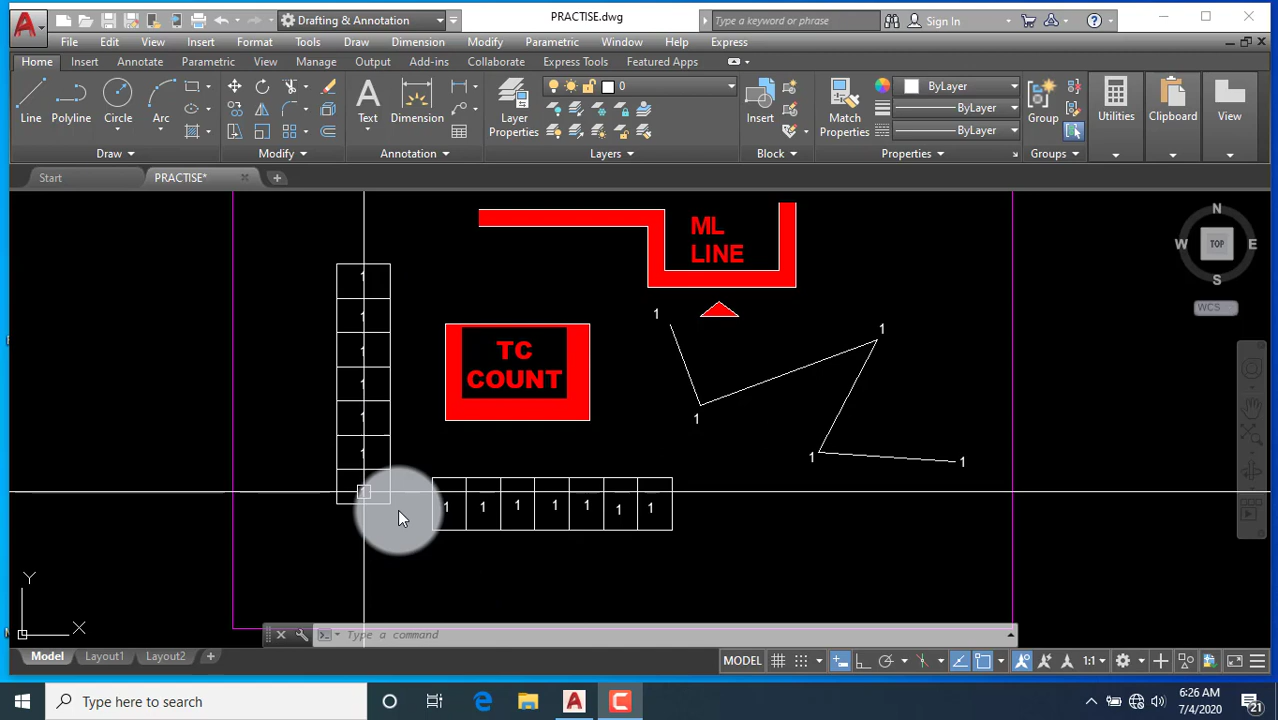 Drafting & Annotation
PRACTISE.dwg
Type a keyword or phrase
Sign In
File Edit View Insert Format Tools Draw Dimension Modify Parametric Window Help Express
Home Insert Annotate Parametric View Manage Output Add-ins Collaborate Express Tools Featured Apps
Line Polyline Circle Arc
Text Dimension
Layer Properties
0
Insert
Match Properties
ByLayer
ByLayer
ByLayer
Group
Utilities
Clipboard
View
Draw Modify Annotation Layers Block Properties Groups
Start
PRACTISE*
N
W TOP E
S
WCS
ML
LINE
TC
COUNT
1
1
1
1
1
1
1
1 1 1 1 1 1 1
1
1
1
1
1
Y
X
Type a command
Model Layout1 Layout2
MODEL
1:1
Type here to search
6:26 AM
7/4/2020
21